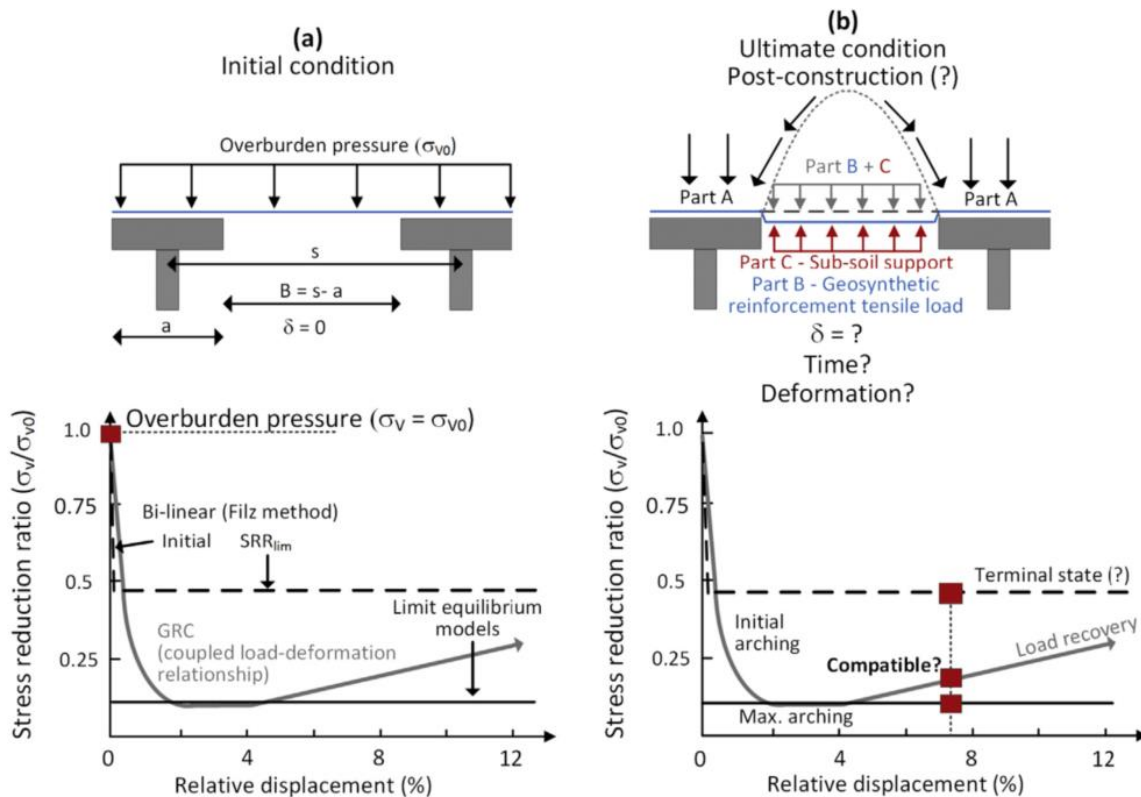 (a)
Initial condition
Overburden pressure (σv0)
s
B = s- a
a
δ = 0
(b)
Ultimate condition
Post-construction (?)
Part B + C
Part A
Part A
Part C - Sub-soil support
Part B - Geosynthetic
reinforcement tensile load
δ = ?
Time?
Deformation?
Overburden pressure (σV = σV0)
Stress reduction ratio (σv/σv0)
1.0
0.75
0.5
0.25
Bi-linear (Filz method)
Initial
SRRlim
Limit equilibrium
models
GRC
(coupled load-deformation
relationship)
0
4
8
12
Relative displacement (%)
Stress reduction ratio (σv/σv0)
1.0
0.75
0.5
0.25
Terminal state (?)
Initial
arching
Load recovery
Compatible?
Max. arching
0
4
8
12
Relative displacement (%)